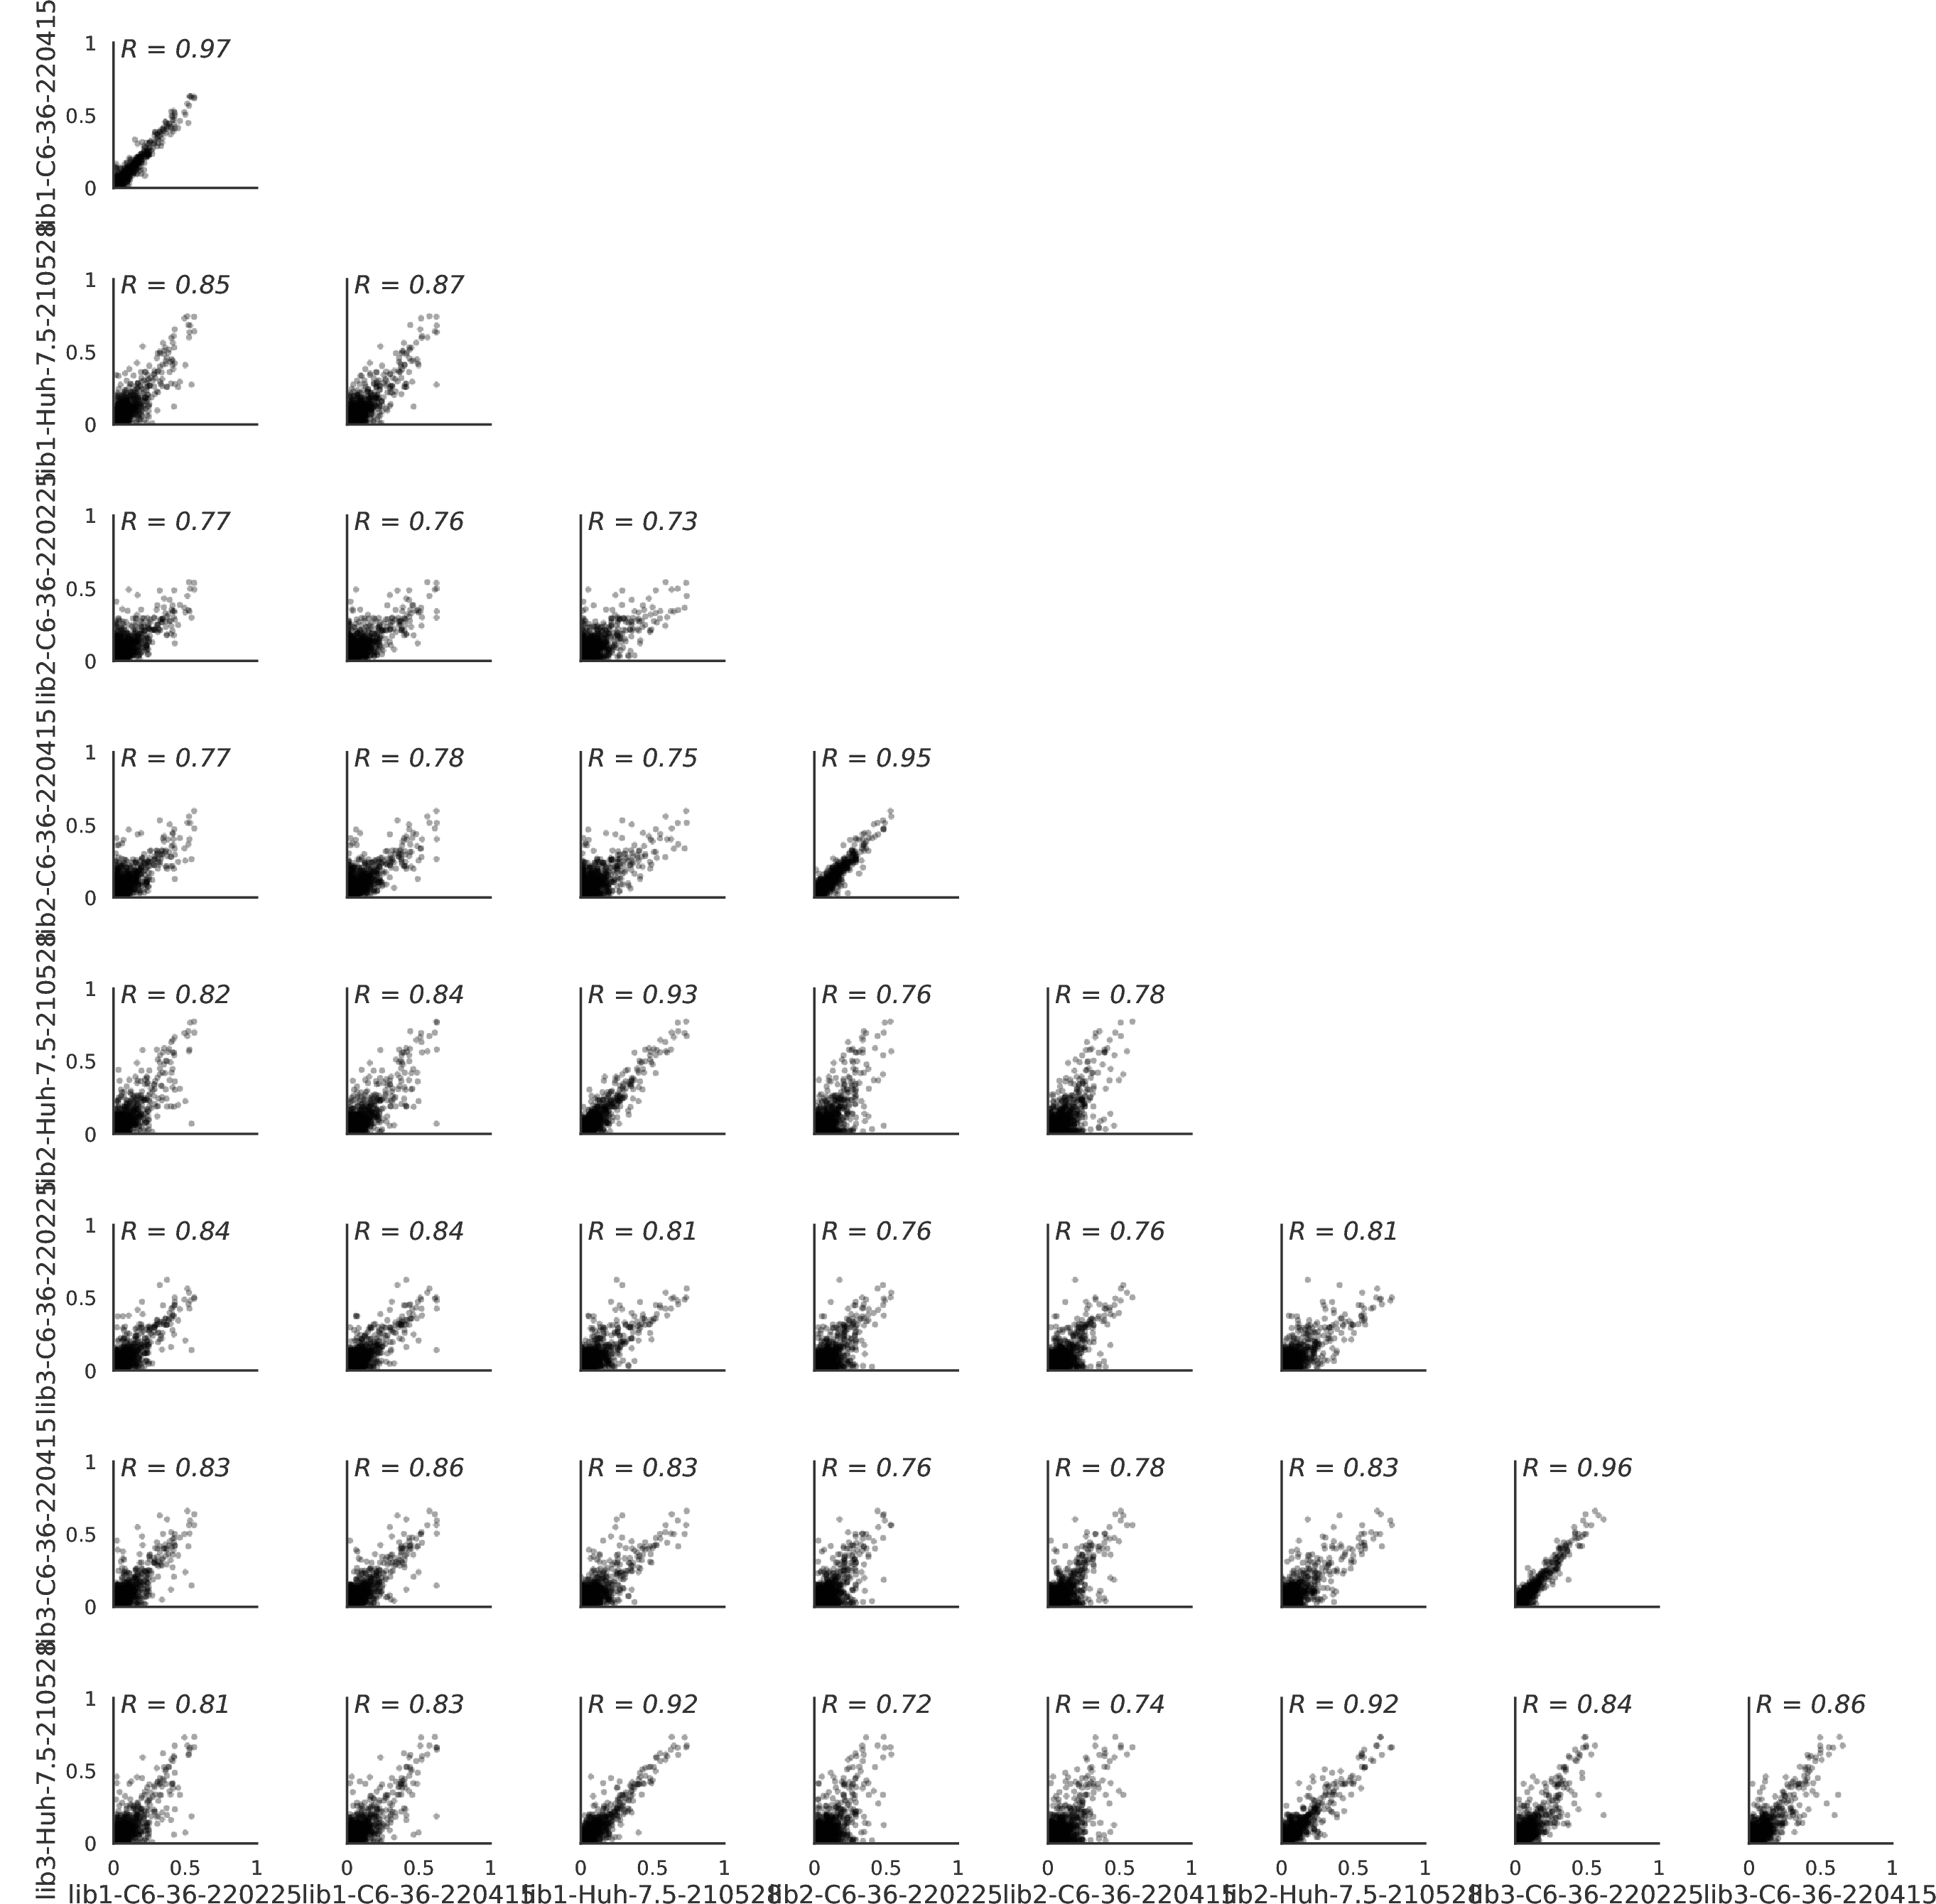 lib1-C6-36-220415
1
0.5
0
R = 0.97
lib1-Huh-7.5-210528
1
0.5
0
R = 0.85
R = 0.87
lib2-C6-36-220225
1
0.5
0
R = 0.77
R = 0.76
R = 0.73
lib2-C6-36-220415
1
0.5
0
R = 0.77
R = 0.78
R = 0.75
R = 0.95
lib2-Huh-7.5-210528
1
0.5
0
R = 0.82
R = 0.84
R = 0.93
R = 0.76
R = 0.78
lib3-C6-36-220225
1
0.5
0
R = 0.84
R = 0.84
R = 0.81
R = 0.76
R = 0.76
R = 0.81
lib3-C6-36-220415
1
0.5
0
R = 0.83
R = 0.86
R = 0.83
R = 0.76
R = 0.78
R = 0.83
R = 0.96
lib3-Huh-7.5-210528
1
0.5
0
R = 0.81
R = 0.83
R = 0.92
R = 0.72
R = 0.74
R = 0.92
R = 0.84
R = 0.86
0 0.5 1
0 0.5 1
0 0.5 1
0 0.5 1
0 0.5 1
0 0.5 1
0 0.5 1
0 0.5 1
lib1-C6-36-220225
lib1-C6-36-220415
lib1-Huh-7.5-210528
lib2-C6-36-220225
lib2-C6-36-220415
lib2-Huh-7.5-210528
lib3-C6-36-220225
lib3-C6-36-220415